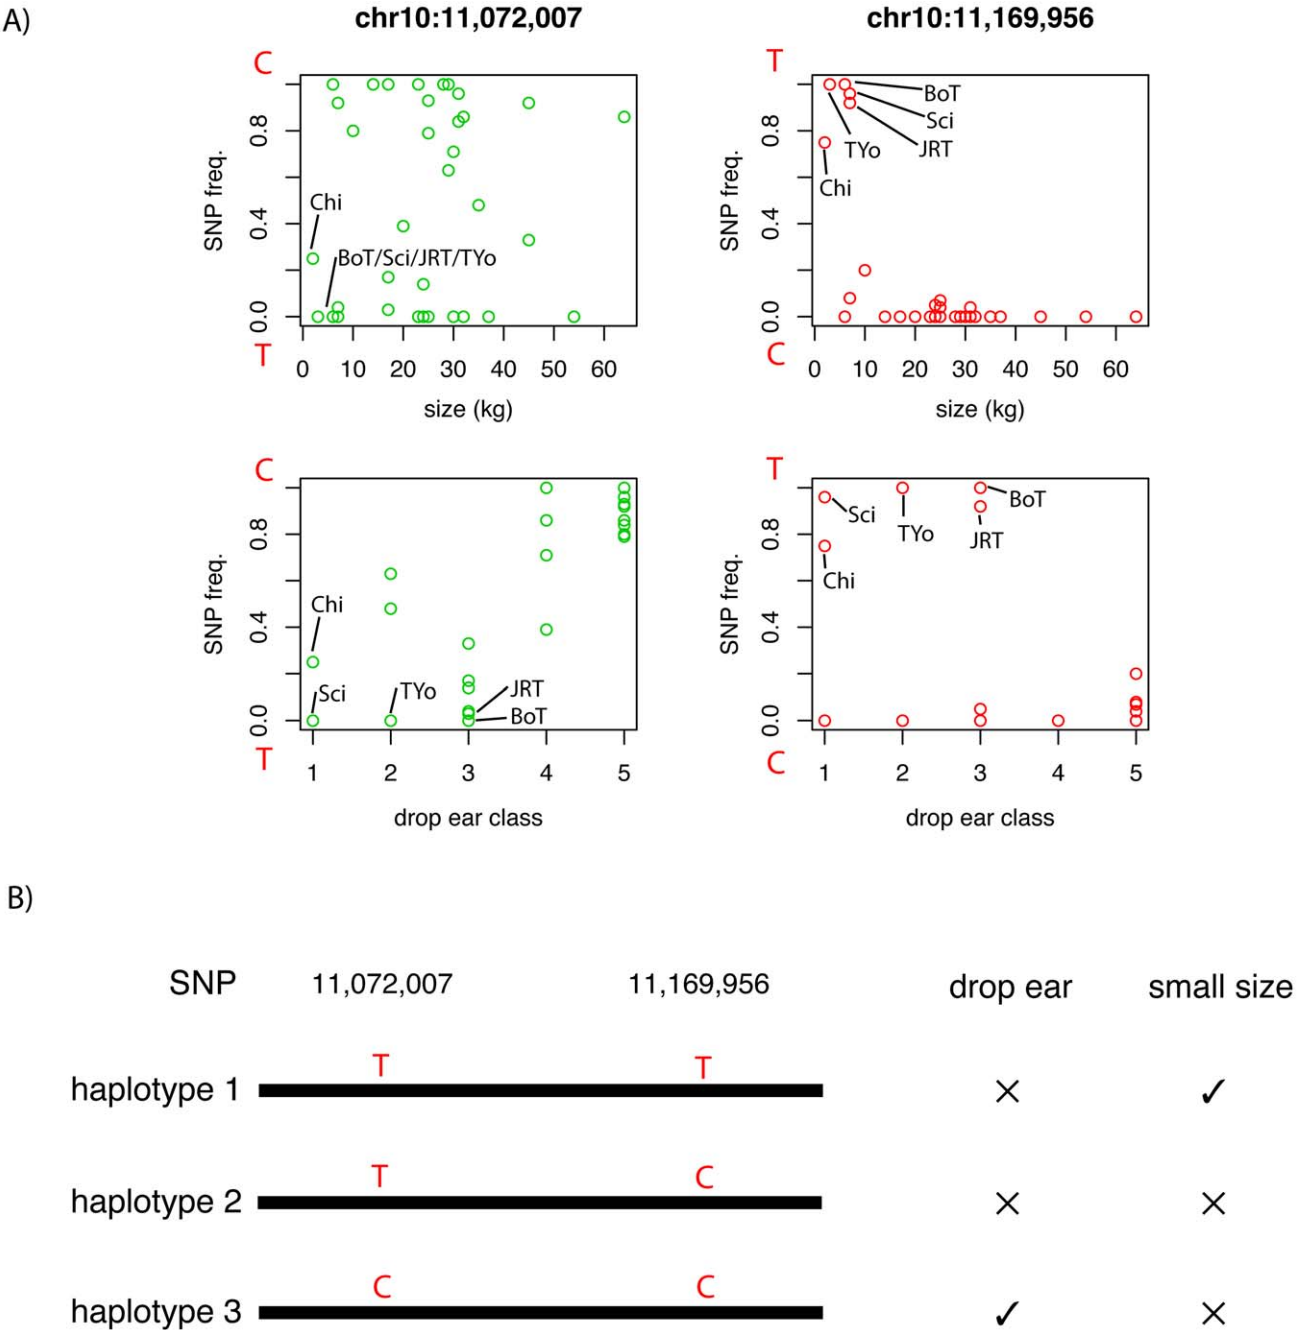 A)
chr10:11,072,007
chr10:11,169,956
C
SNP freq.
0.0 0.4 0.8
Chi
BoT/Sci/JRT/TYo
T
0 10 20 30 40 50 60
size (kg)
T
SNP freq.
0.0 0.4 0.8
BoT
Sci
TYo
JRT
Chi
C
0 10 20 30 40 50 60
size (kg)
C
SNP freq.
0.0 0.4 0.8
Chi
Sci
TYo
JRT
BoT
T
1 2 3 4 5
drop ear class
T
SNP freq.
0.0 0.4 0.8
Sci
TYo
BoT
JRT
Chi
C
1 2 3 4 5
drop ear class
B)
SNP 11,072,007 11,169,956 drop ear small size
T T
haplotype 1 × ✓
T C
haplotype 2 × ×
C C
haplotype 3 ✓ ×